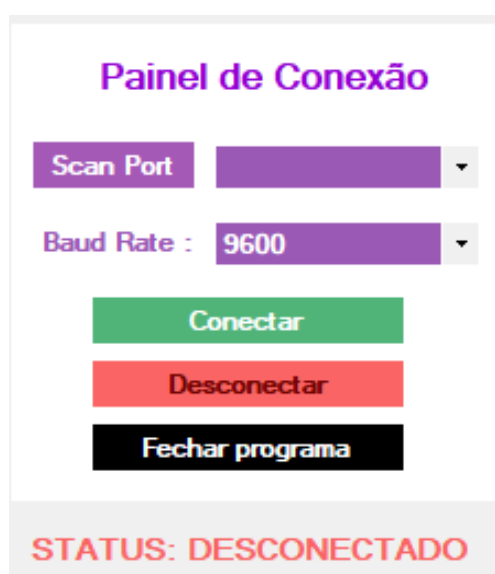 Painel de Conexão
Scan Port
Baud Rate : 9600
Conectar
Desconectar
Fechar programa
STATUS: DESCONECTADO